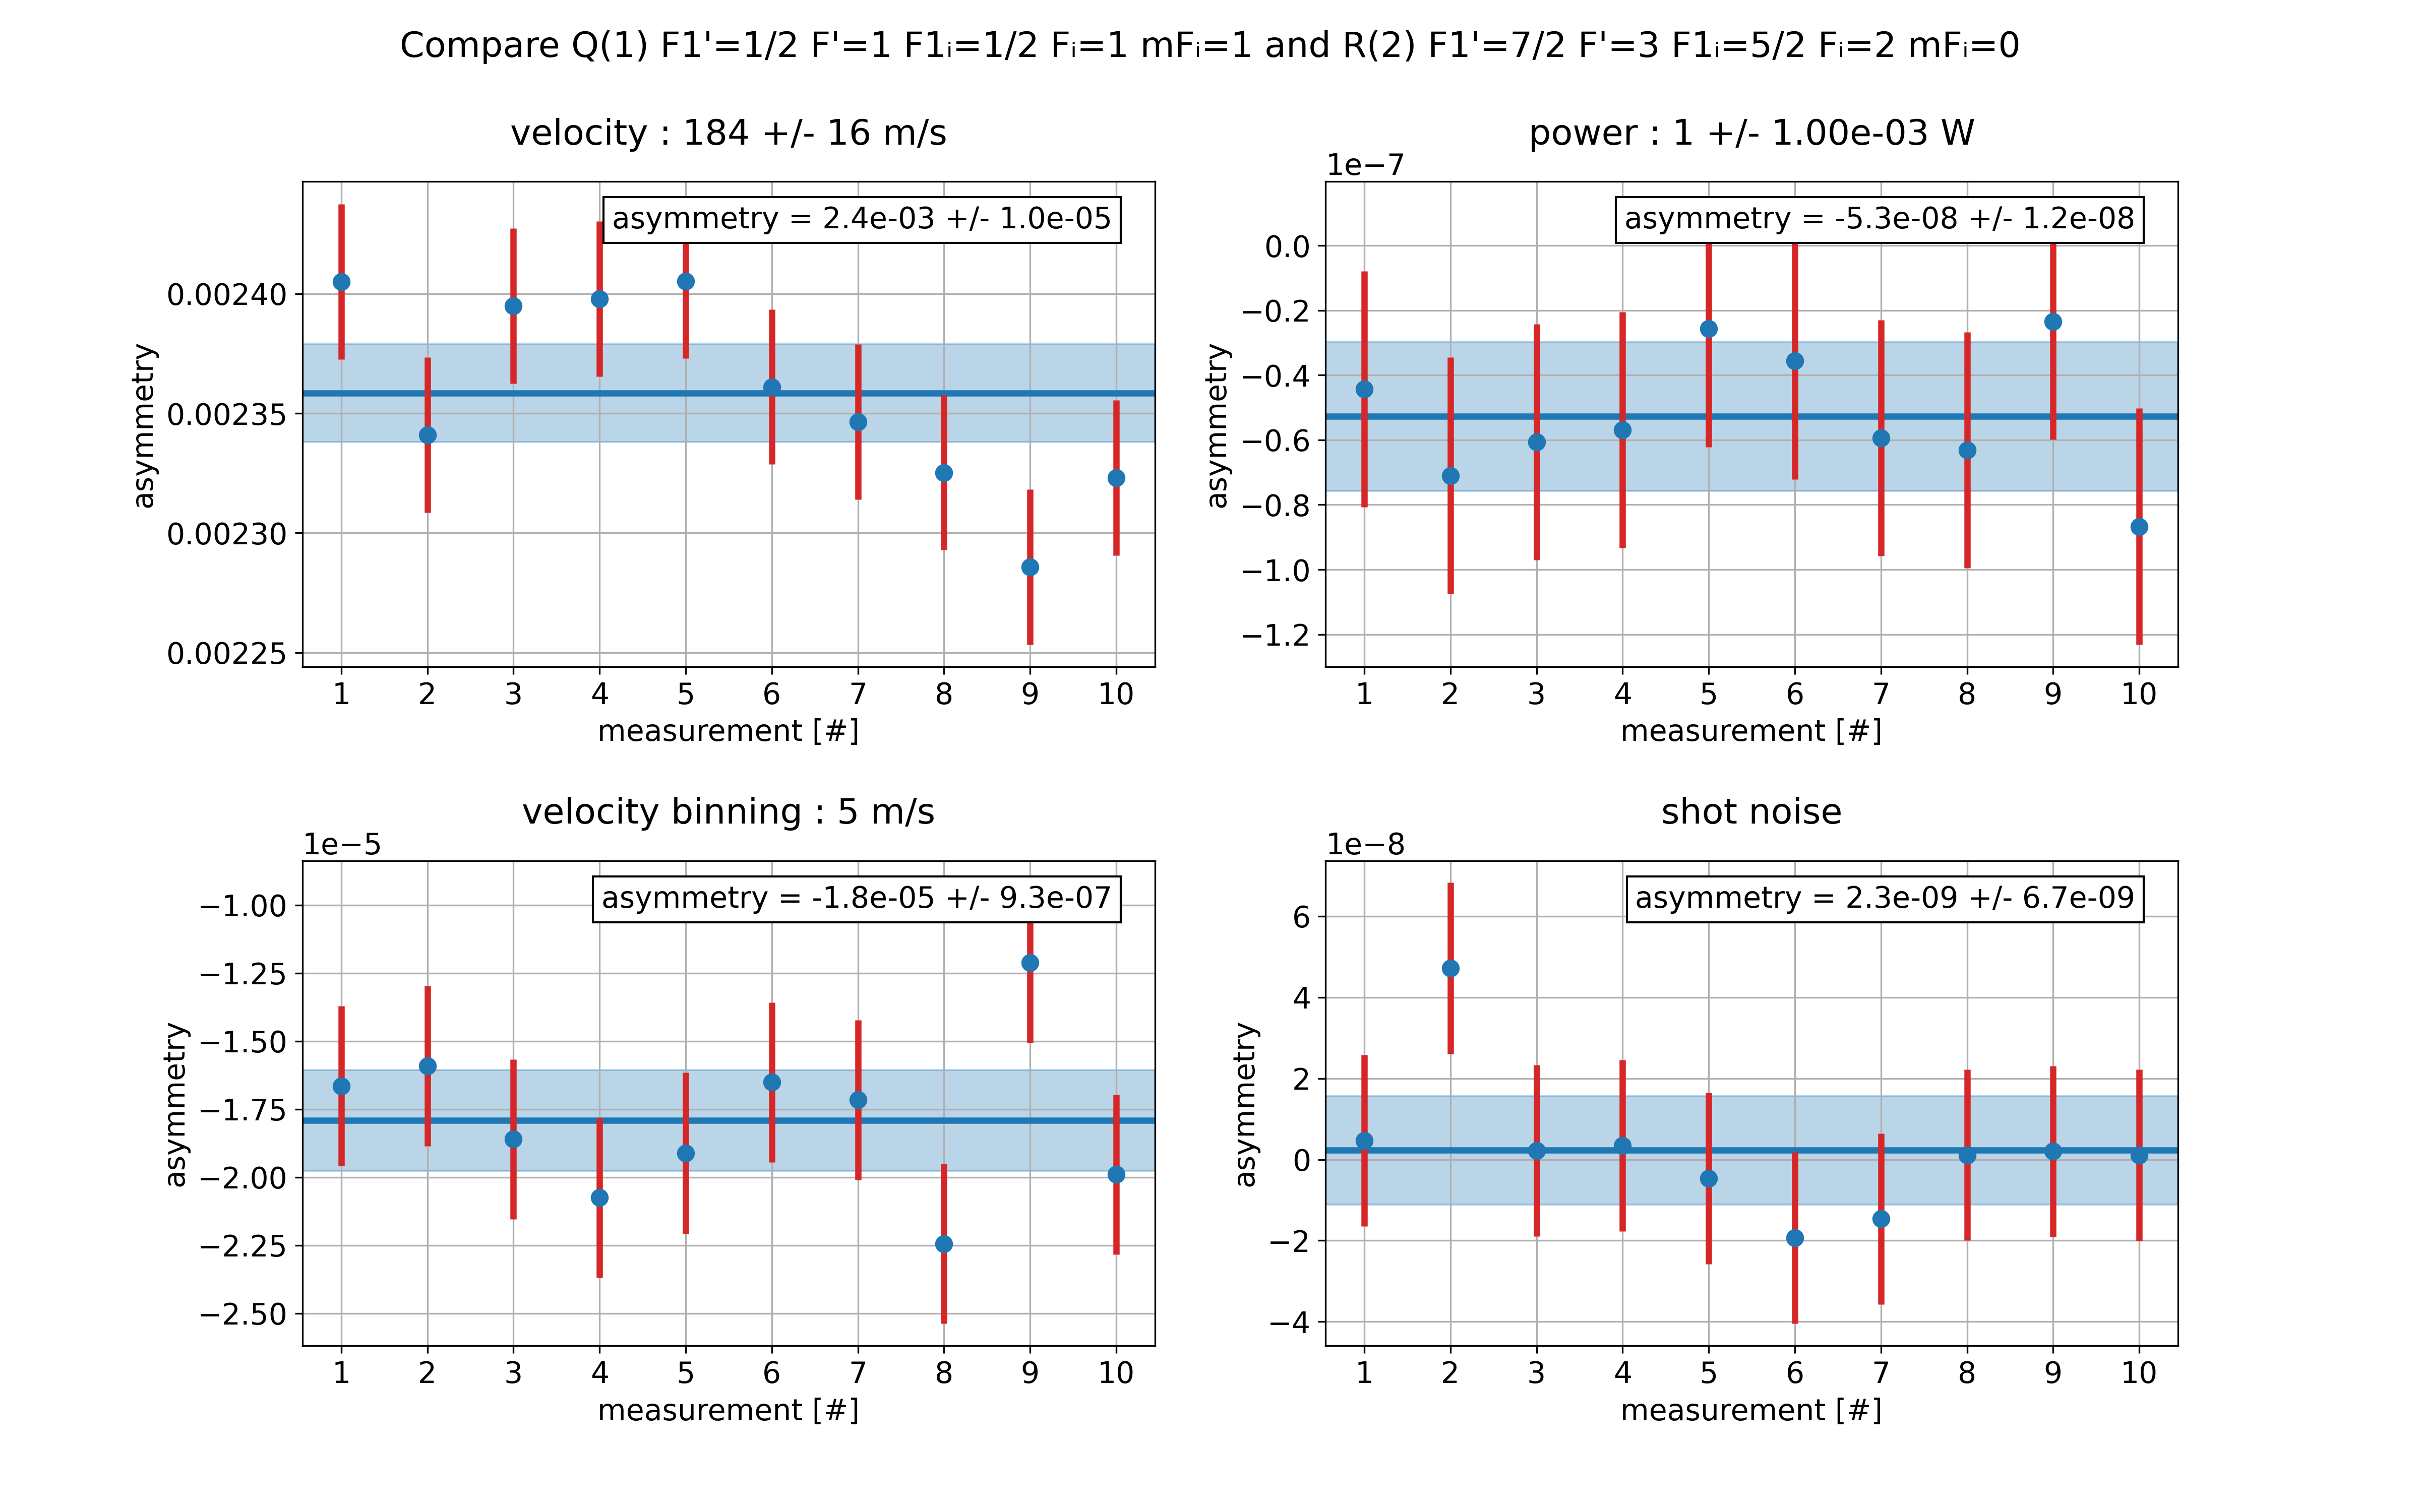 Compare Q(1) F1'=1/2 F'=1 F1ᵢ=1/2 Fᵢ=1 mFᵢ=1 and R(2) F1'=7/2 F'=3 F1ᵢ=5/2 Fᵢ=2 mFᵢ=0
velocity : 184 +/- 16 m/s
asymmetry = 2.4e-03 +/- 1.0e-05
0.00240
0.00235
0.00230
0.00225
asymmetry
1 2 3 4 5 6 7 8 9 10
measurement [#]
power : 1 +/- 1.00e-03 W
1e−7
asymmetry = -5.3e-08 +/- 1.2e-08
0.0
−0.2
−0.4
−0.6
−0.8
−1.0
−1.2
asymmetry
1 2 3 4 5 6 7 8 9 10
measurement [#]
velocity binning : 5 m/s
1e−5
asymmetry = -1.8e-05 +/- 9.3e-07
−1.00
−1.25
−1.50
−1.75
−2.00
−2.25
−2.50
asymmetry
1 2 3 4 5 6 7 8 9 10
measurement [#]
shot noise
1e−8
asymmetry = 2.3e-09 +/- 6.7e-09
6
4
2
0
−2
−4
asymmetry
1 2 3 4 5 6 7 8 9 10
measurement [#]